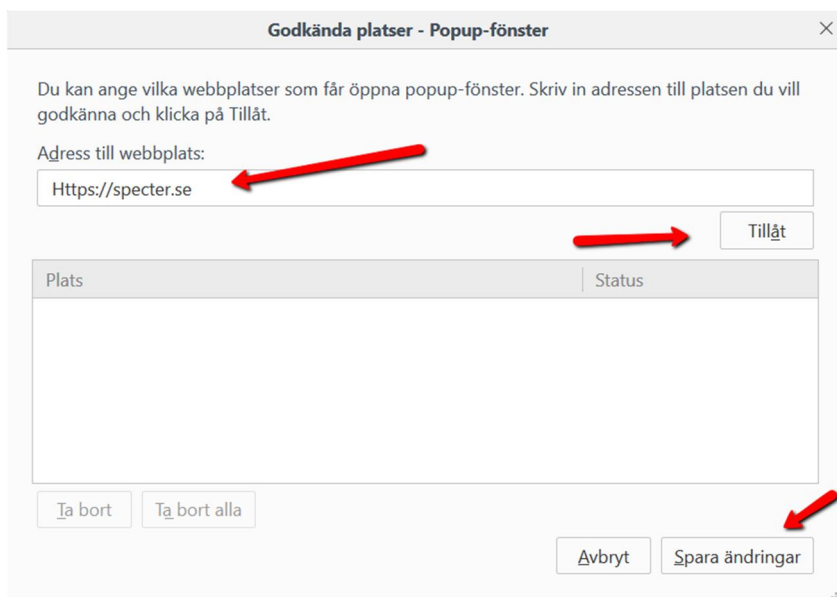 Godkända platser - Popup-fönster
Du kan ange vilka webbplatser som får öppna popup-fönster. Skriv in adressen till platsen du vill
godkänna och klicka på Tillåt.
Adress till webbplats:
Https://specter.se
Tillåt
Plats Status
Ta bort Ta bort alla
Avbryt Spara ändringar